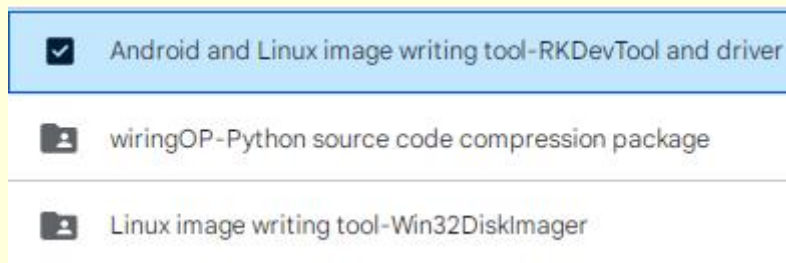 Android and Linux image writing tool-RKDevTool and driver
wiringOP-Python source code compression package
Linux image writing tool-Win32DiskImager